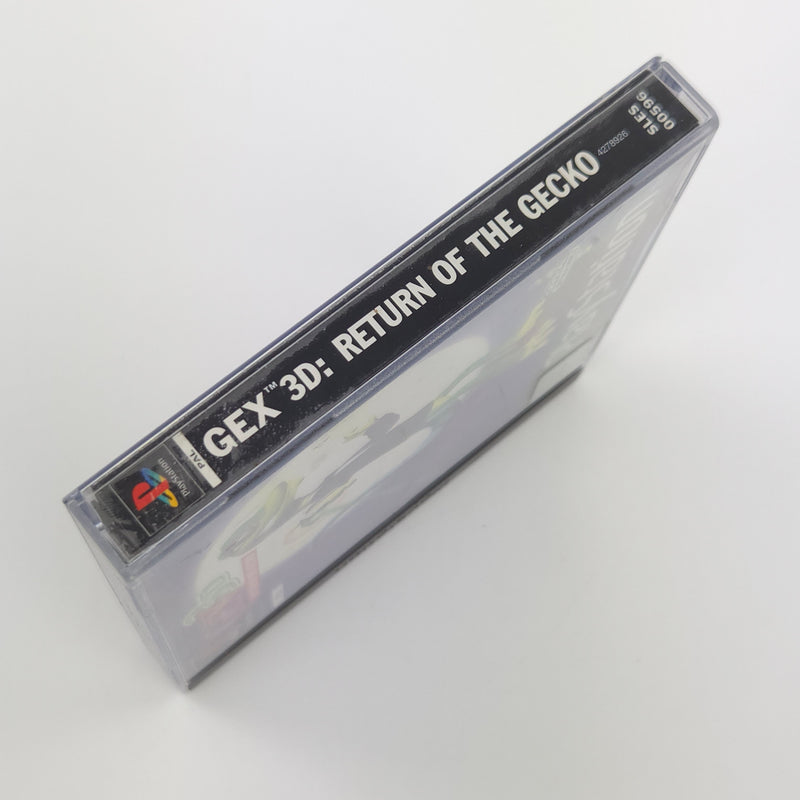 PlayStation
PAL
GEX™ 3D: RETURN OF THE GECKO
4278926
SLES
00596